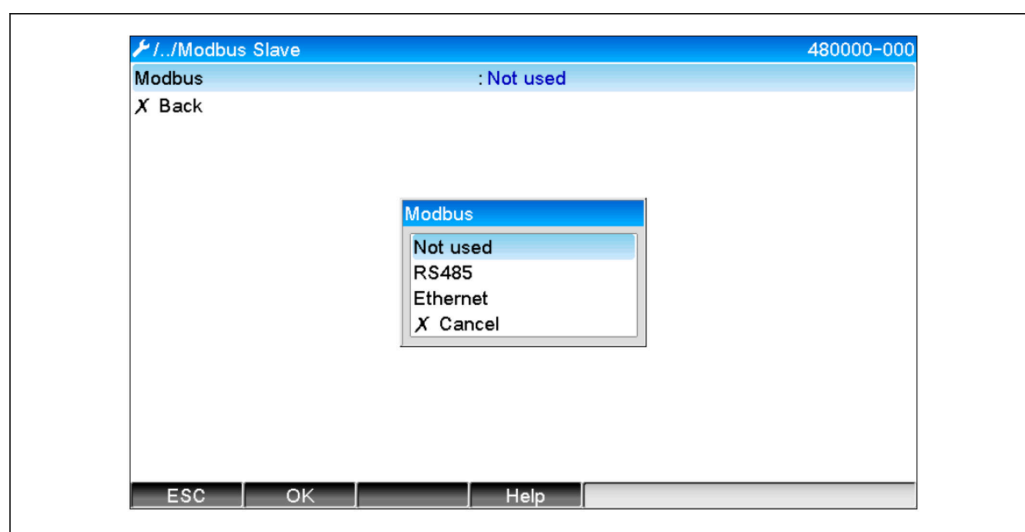 /../Modbus Slave 480000-000
Modbus : Not used
X Back
Modbus
Not used
RS485
Ethernet
X Cancel
ESC OK Help